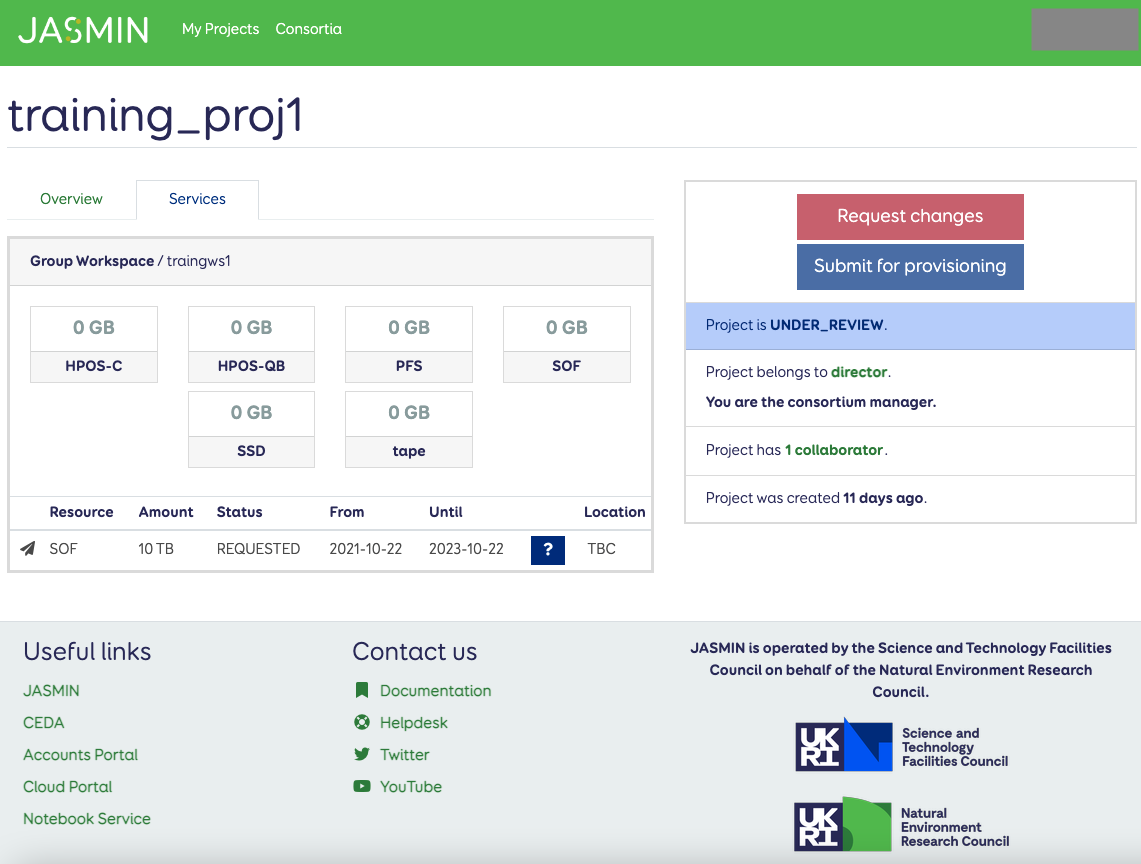 JASMIN My Projects Consortia
training_proj1
Overview Services
Group Workspace / traingws1
0 GB 0 GB 0 GB 0 GB
HPOS-C HPOS-QB PFS SOF
0 GB 0 GB
SSD tape
Resource Amount Status From Until Location
SOF 10 TB REQUESTED 2021-10-22 2023-10-22 ? TBC
Request changes
Submit for provisioning
Project is UNDER_REVIEW.
Project belongs to director.
You are the consortium manager.
Project has 1 collaborator.
Project was created 11 days ago.
Useful links
JASMIN
CEDA
Accounts Portal
Cloud Portal
Notebook Service
Contact us
Documentation
Helpdesk
Twitter
YouTube
JASMIN is operated by the Science and Technology Facilities
Council on behalf of the Natural Environment Research
Council.
UK
RI
Science and
Technology
Facilities Council
UK
RI
Natural
Environment
Research Council